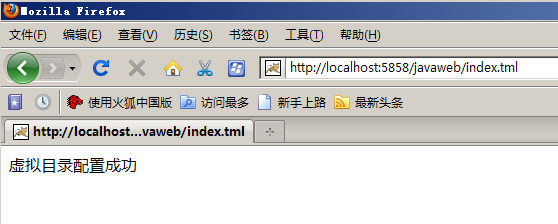 Mozilla Firefox
文件(F) 编辑(E) 查看(V) 历史(S) 书签(B) 工具(T) 帮助(H)
http://localhost:5858/javaweb/index.tml
使用火狐中国版 访问最多 新手上路 最新头条
http://localhost...vaweb/index.tml
虚拟目录配置成功